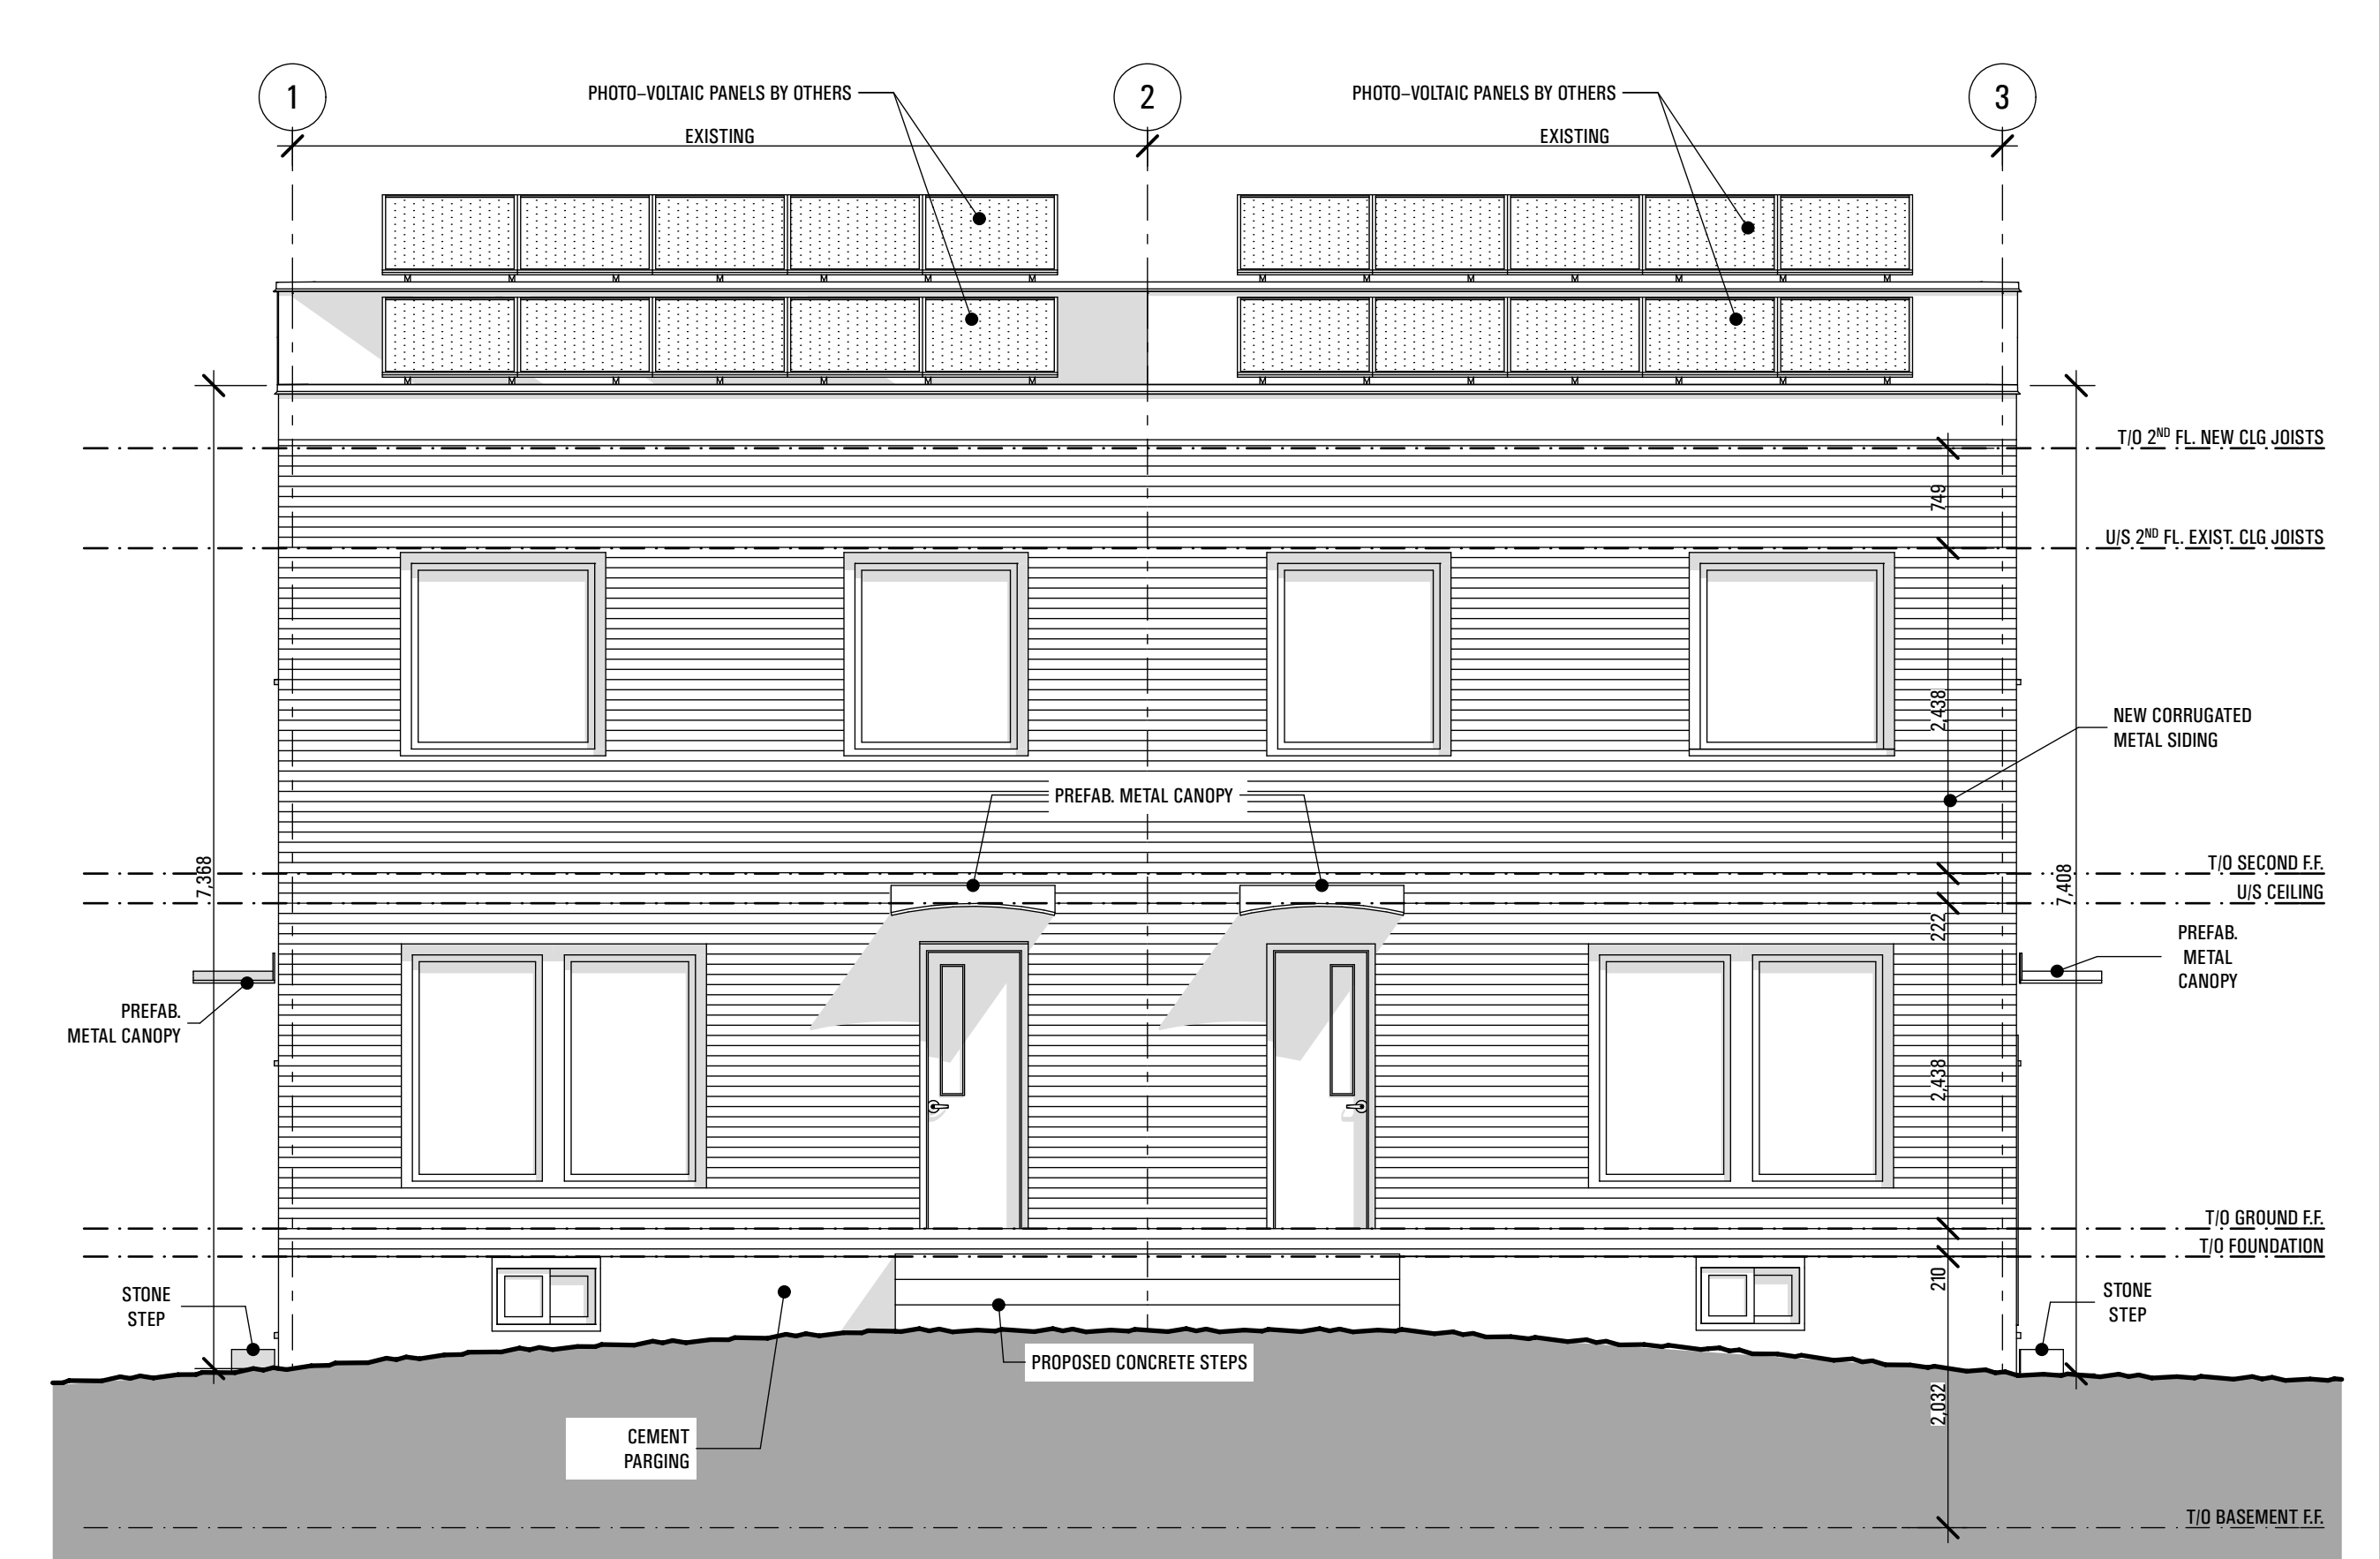 1
2
3
PHOTO–VOLTAIC PANELS BY OTHERS
PHOTO–VOLTAIC PANELS BY OTHERS
EXISTING
EXISTING
T/O 2ND FL. NEW CLG JOISTS
749
U/S 2ND FL. EXIST. CLG JOISTS
2,438
NEW CORRUGATED
METAL SIDING
PREFAB. METAL CANOPY
7,368
7,408
T/O SECOND F.F.
U/S CEILING
222
PREFAB.
METAL
CANOPY
PREFAB.
METAL CANOPY
2,438
T/O GROUND F.F.
T/O FOUNDATION
210
STONE
STEP
STONE
STEP
PROPOSED CONCRETE STEPS
2,032
CEMENT
PARGING
T/O BASEMENT F.F.